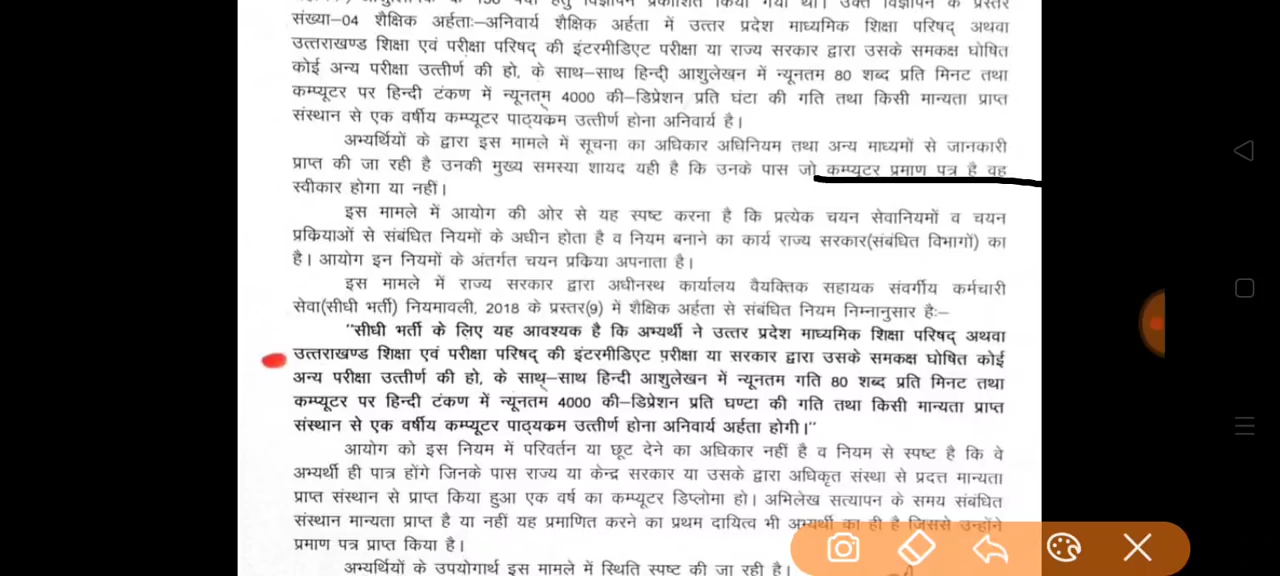 संख्या-04 शैक्षिक अर्हताः-अनिवार्य शैक्षिक अर्हता में उत्तर प्रदेश माध्यमिक शिक्षा परिषद् अथवा
उत्तराखण्ड शिक्षा एवं परीक्षा परिषद् की इंटरमीडिएट परीक्षा या राज्य सरकार द्वारा उसके समकक्ष घोषित
कोई अन्य परीक्षा उत्तीर्ण की हो, के साथ-साथ हिन्दी आशुलेखन में न्यूनतम 80 शब्द प्रति मिनट तथा
कम्प्यूटर पर हिन्दी टंकण में न्यूनतम् 4000 की-डिप्रेशन प्रति घंटा की गति तथा किसी मान्यता प्राप्त
संस्थान से एक वर्षीय कम्प्यूटर पाठ्यक्रम उत्तीर्ण होना अनिवार्य है।
अभ्यर्थियों के द्वारा इस मामले में सूचना का अधिकार अधिनियम तथा अन्य माध्यमों से जानकारी
प्राप्त की जा रही है उनकी मुख्य समस्या शायद यही है कि उनके पास जो कम्प्यूटर प्रमाण पत्र है वह
स्वीकार होगा या नहीं।
इस मामले में आयोग की ओर से यह स्पष्ट करना है कि प्रत्येक चयन सेवानियमों व चयन
प्रकियाओं से संबंधित नियमों के अधीन होता है व नियम बनाने का कार्य राज्य सरकार(संबंधित विभागों) का
है। आयोग इन नियमों के अंतर्गत चयन प्रकिया अपनाता है।
इस मामले में राज्य सरकार द्वारा अधीनस्थ कार्यालय वैयक्तिक सहायक संवर्गीय कर्मचारी
सेवा(सीधी भर्ती) नियमावली, 2018 के प्रस्तर(9) में शैक्षिक अर्हता से संबंधित नियम निम्नानुसार हैः-
"सीधी भर्ती के लिए यह आवश्यक है कि अभ्यर्थी ने उत्तर प्रदेश माध्यमिक शिक्षा परिषद् अथवा
उत्तराखण्ड शिक्षा एवं परीक्षा परिषद् की इंटरमीडिएट परीक्षा या सरकार द्वारा उसके समकक्ष घोषित कोई
अन्य परीक्षा उत्तीर्ण की हो, के साथ्-साथ हिन्दी आशुलेखन में न्यूनतम गति 80 शब्द प्रति मिनट तथा
कम्प्यूटर पर हिन्दी टंकण में न्यूनतम 4000 की-डिप्रेशन प्रति घण्टा की गति तथा किसी मान्यता प्राप्त
संस्थान से एक वर्षीय कम्प्यूटर पाठ्यक्रम उत्तीर्ण होना अनिवार्य अर्हता होगी।"
आयोग को इस नियम में परिवर्तन या छूट देने का अधिकार नहीं है व नियम से स्पष्ट है कि वे
अभ्यर्थी ही पात्र होंगे जिनके पास राज्य या केन्द्र सरकार या उसके द्वारा अधिकृत संस्था से प्रदत्त मान्यता
प्राप्त संस्थान से प्राप्त किया हुआ एक वर्ष का कम्प्यूटर डिप्लोमा हो। अभिलेख सत्यापन के समय संबंधित
संस्थान मान्यता प्राप्त है या नहीं यह प्रमाणित करने का प्रथम दायित्व भी अभ्यर्थी का ही है जिससे उन्होंने
प्रमाण पत्र प्राप्त किया है।
अभ्यर्थियों के उपयोगार्थ इस मामले में स्थिति स्पष्ट की जा रही है।